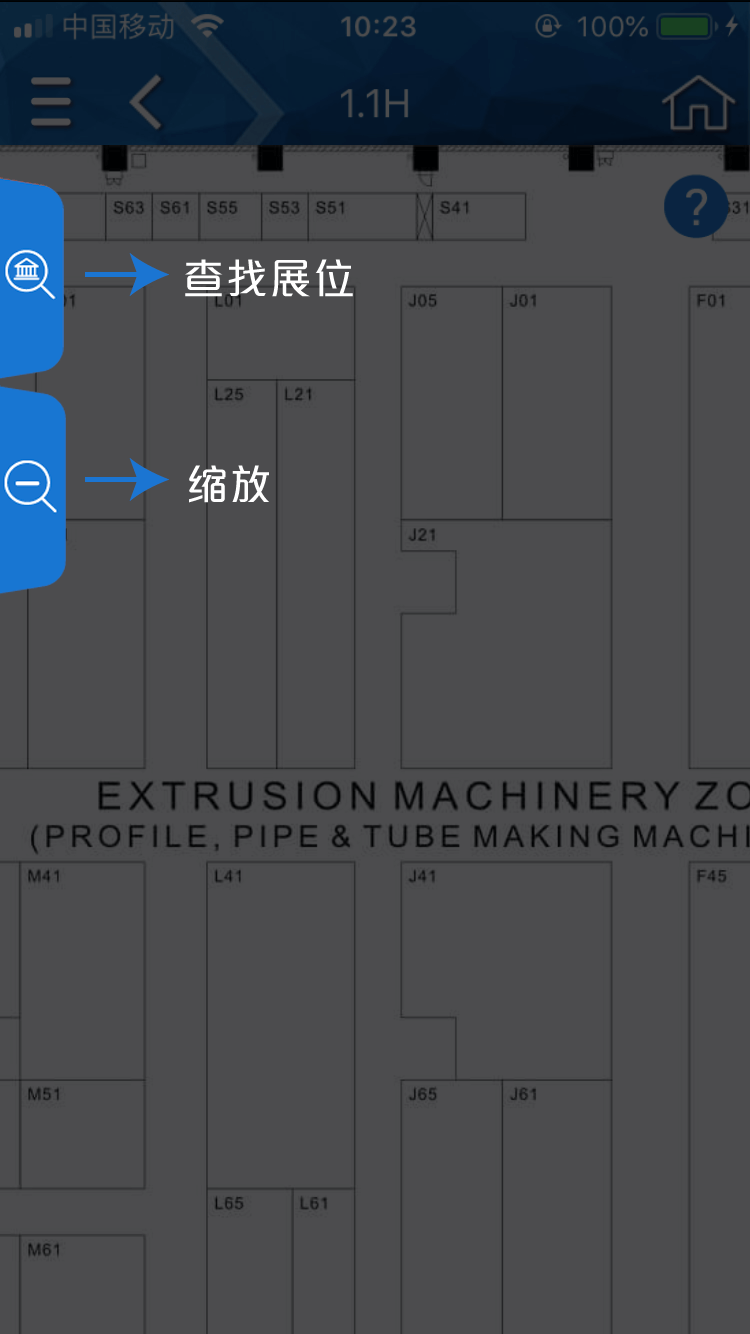 中国移动 10:23 100%
1.1H
S63 S61 S55 S53 S51 S41 S31
?
查找展位
L01 J05 J01 F01
L25 L21
缩放
J21
EXTRUSION MACHINERY ZO
(PROFILE, PIPE & TUBE MAKING MACHI
M41 L41 J41 F45
M51 J65 J61
L65 L61
M61